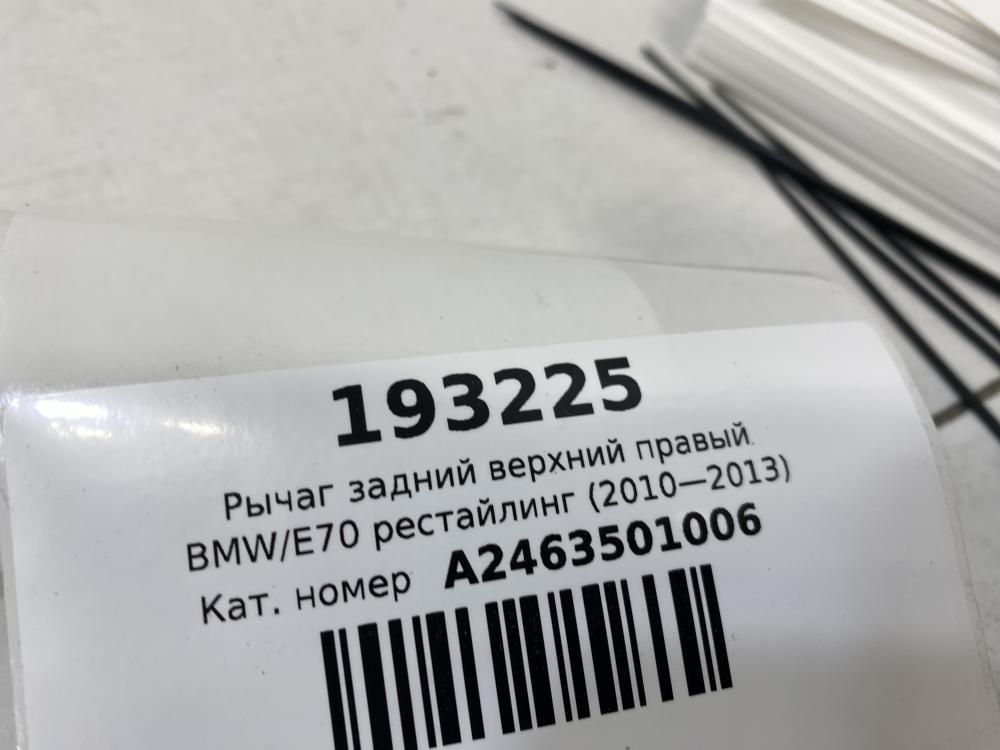 193225
Рычаг задний верхний правый
BMW/E70 рестайлинг (2010—2013)
Кат. номер A2463501006